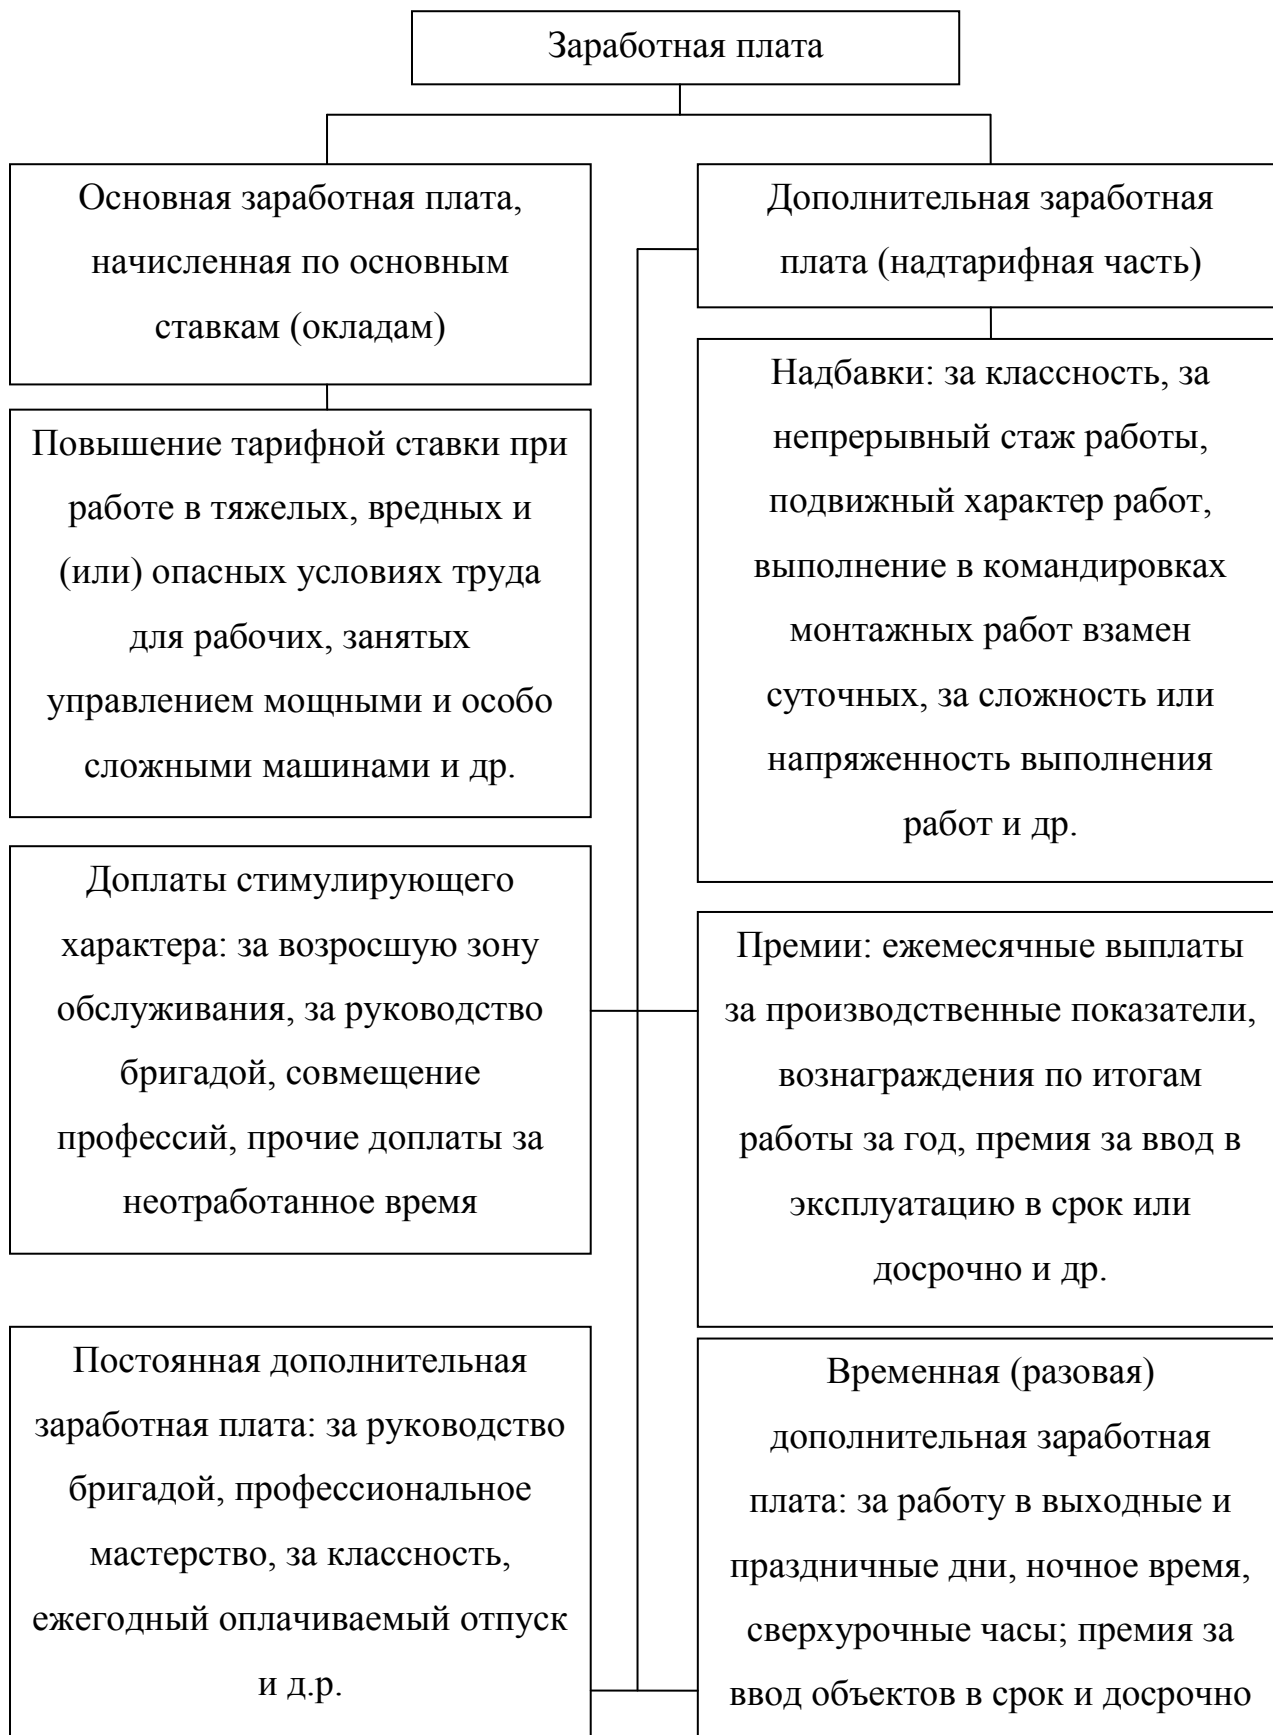 Заработная плата
Основная заработная плата,
начисленная по основным
ставкам (окладам)
Дополнительная заработная
плата (надтарифная часть)
Повышение тарифной ставки при
работе в тяжелых, вредных и
(или) опасных условиях труда
для рабочих, занятых
управлением мощными и особо
сложными машинами и др.
Надбавки: за классность, за
непрерывный стаж работы,
подвижный характер работ,
выполнение в командировках
монтажных работ взамен
суточных, за сложность или
напряженность выполнения
работ и др.
Доплаты стимулирующего
характера: за возросшую зону
обслуживания, за руководство
бригадой, совмещение
профессий, прочие доплаты за
неотработанное время
Премии: ежемесячные выплаты
за производственные показатели,
вознаграждения по итогам
работы за год, премия за ввод в
эксплуатацию в срок или
досрочно и др.
Постоянная дополнительная
заработная плата: за руководство
бригадой, профессиональное
мастерство, за классность,
ежегодный оплачиваемый отпуск
и д.р.
Временная (разовая)
дополнительная заработная
плата: за работу в выходные и
праздничные дни, ночное время,
сверхурочные часы; премия за
ввод объектов в срок и досрочно